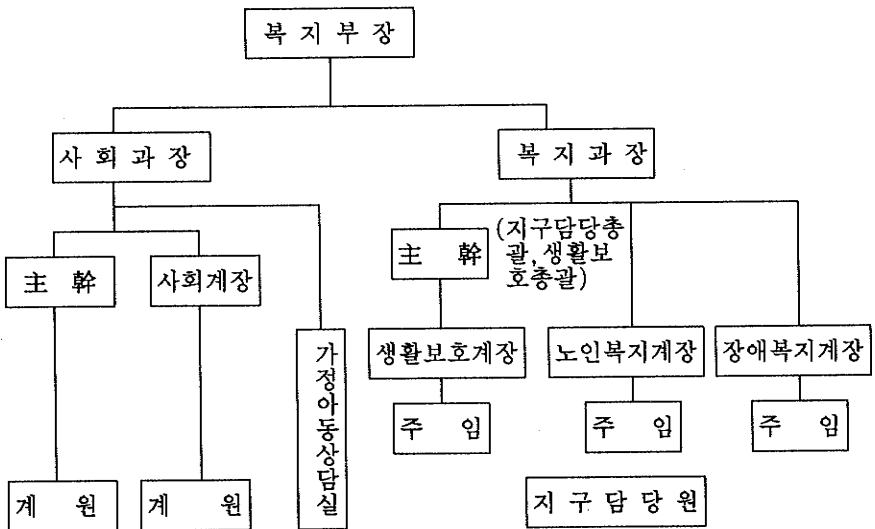 복 지 부 장
사 회 과 장
복 지 과 장
主 幹
사회계장
主 幹
(지구담당총
괄, 생활보
호총괄)
가정아동상담실
생활보호계장
노인복지계장
장애복지계장
주 임
주 임
주 임
계 원
계 원
지 구 담 당 원